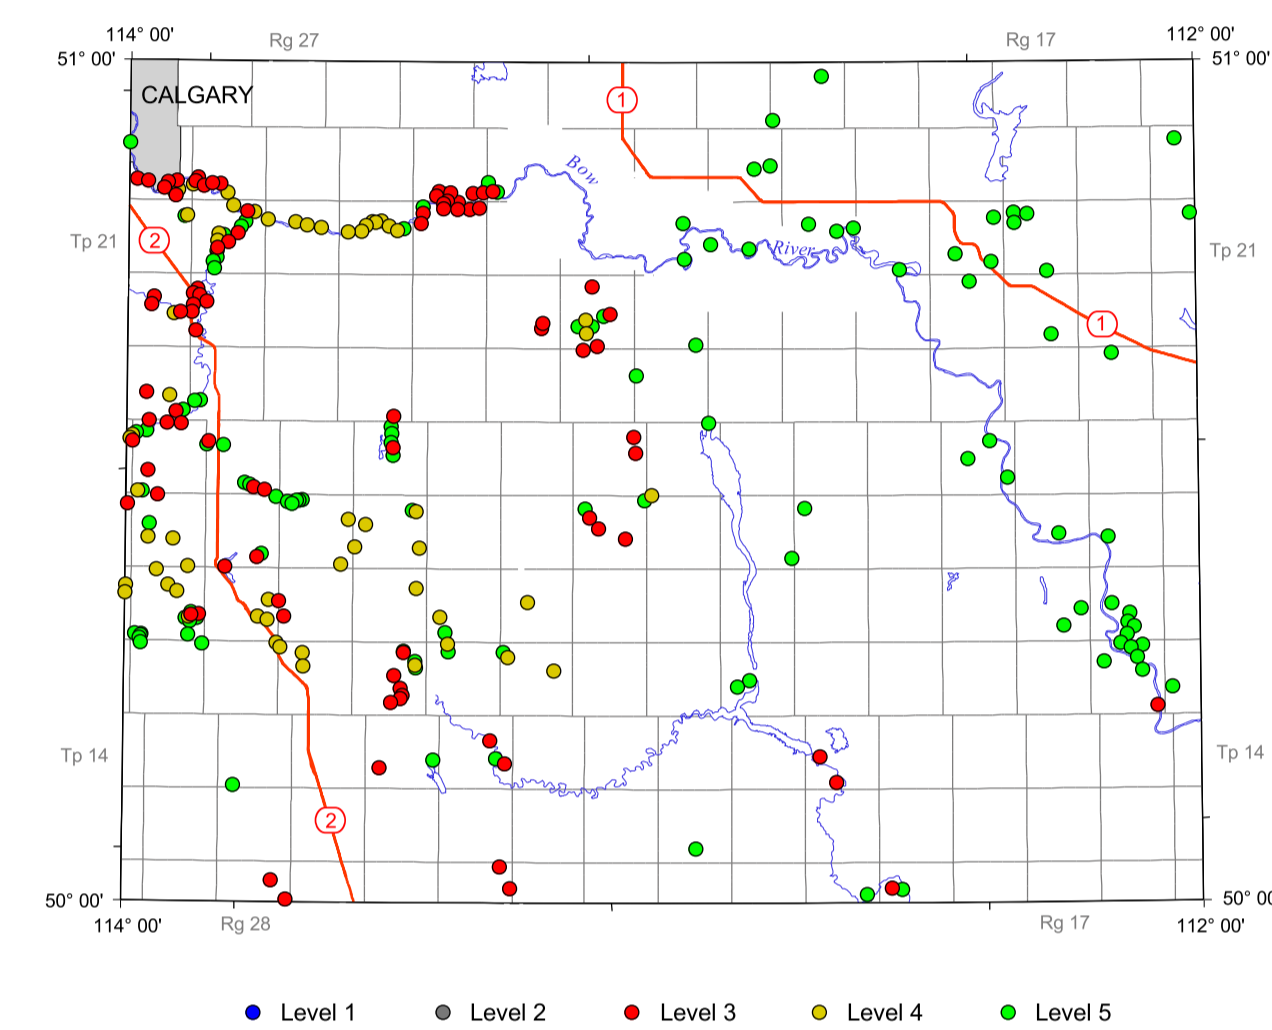 114° 00'
Rg 27
Rg 17
112° 00'
51° 00'
51° 00'
CALGARY
1
Bow
Tp 21
2
River
Tp 21
1
Tp 14
Tp 14
2
50° 00'
50° 00
114° 00'
Rg 28
Rg 17
112° 00'
Level 1
Level 2
Level 3
Level 4
Level 5